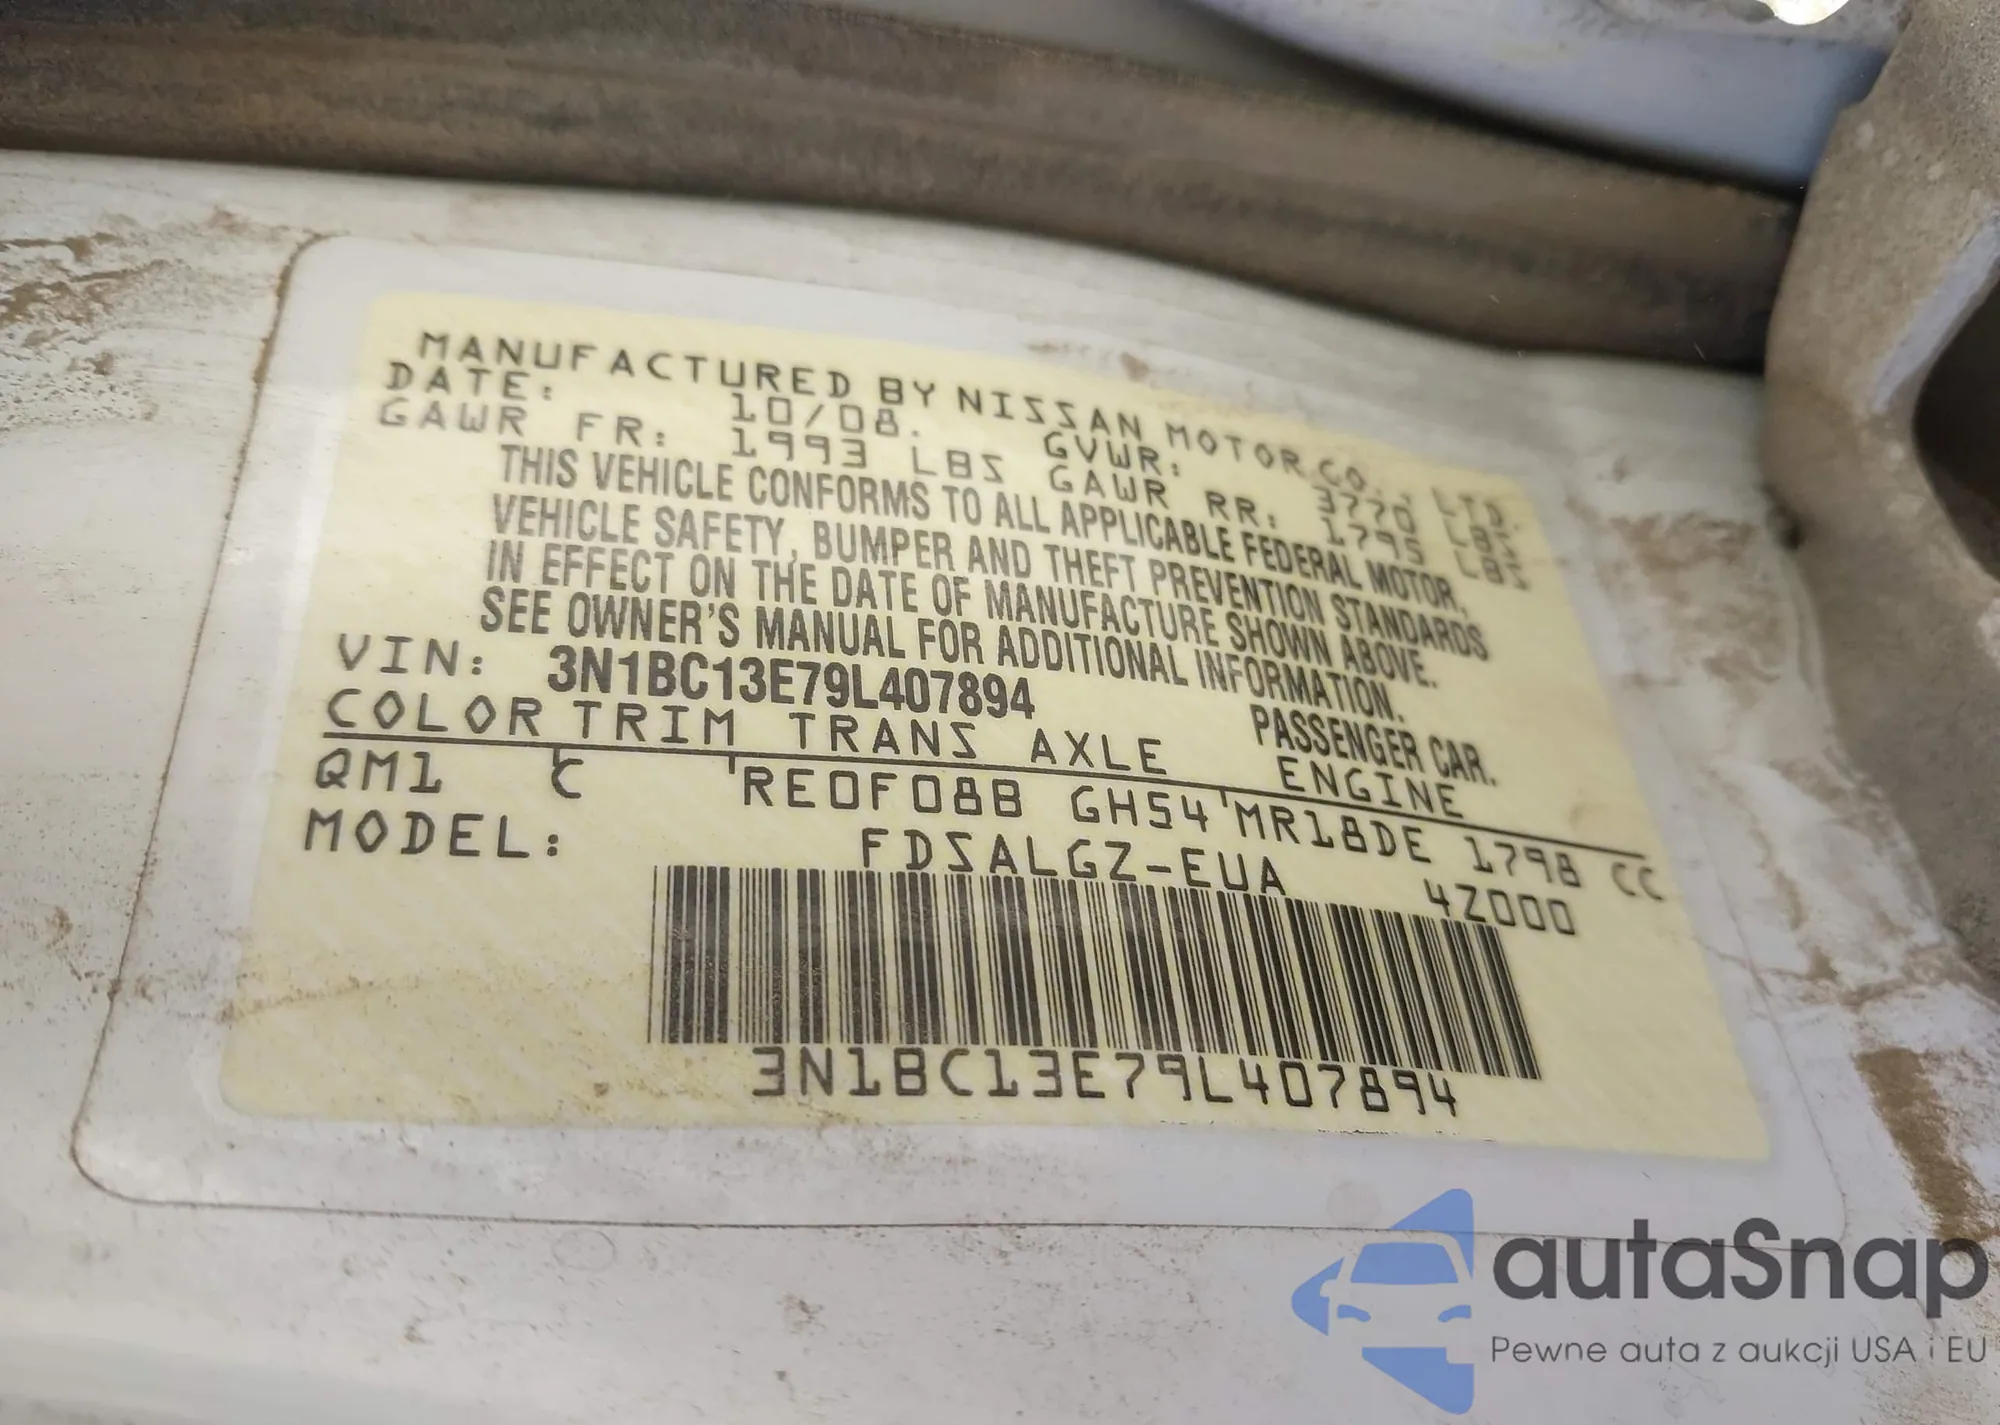 MANUFACTURED BY NISSAN MOTOR CO., LTD.
DATE: 10/08. GVWR: 3770 LBS
GAWR FR: 1993 LBS GAWR RR: 1795 LBS
THIS VEHICLE CONFORMS TO ALL APPLICABLE FEDERAL MOTOR
VEHICLE SAFETY, BUMPER AND THEFT PREVENTION STANDARDS
IN EFFECT ON THE DATE OF MANUFACTURE SHOWN ABOVE.
SEE OWNER'S MANUAL FOR ADDITIONAL INFORMATION.
VIN: 3N1BC13E79L407894 PASSENGER CAR.
COLOR TRIM TRANS AXLE ENGINE
QM1 C RE0F08B GH54 MR18DE 1798 CC
MODEL: FDSALGZ-EUA 4Z000
3N1BC13E79L407894
autaSnap
Pewne auta z aukcji USA i EU